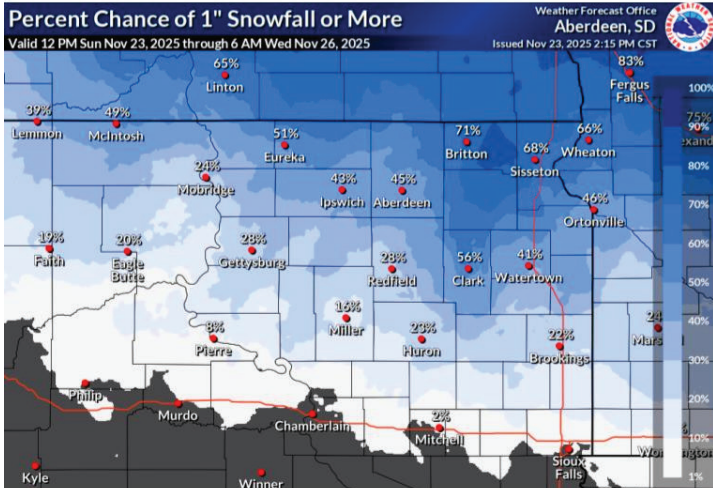 Percent Chance of 1" Snowfall or More
Valid 12 PM Sun Nov 23, 2025 through 6 AM Wed Nov 26, 2025
Weather Forecast Office
Aberdeen, SD
Issued Nov 23, 2025 2:15 PM CST
65%
Linton
83%
Fergus
Falls
100%
39%
Lemmon
49%
McIntosh
75%
90%
51%
Eureka
71%
Britton
68%
Sisseton
66%
Wheaton
80%
24%
Mobridge
43%
Ipswich
45%
Aberdeen
46%
Ortonville
70%
19%
Faith
20%
Eagle
Butte
28%
Gettysburg
28%
Redfield
56%
Clark
41%
Watertown
60%
50%
8%
Pierre
16%
Miller
23%
Huron
22%
Brookings
24
Mars
40%
30%
Philip
Murdo
Chamberlain
2%
Mitchell
20%
10%
Kyle
Winner
Sioux
Falls
1%